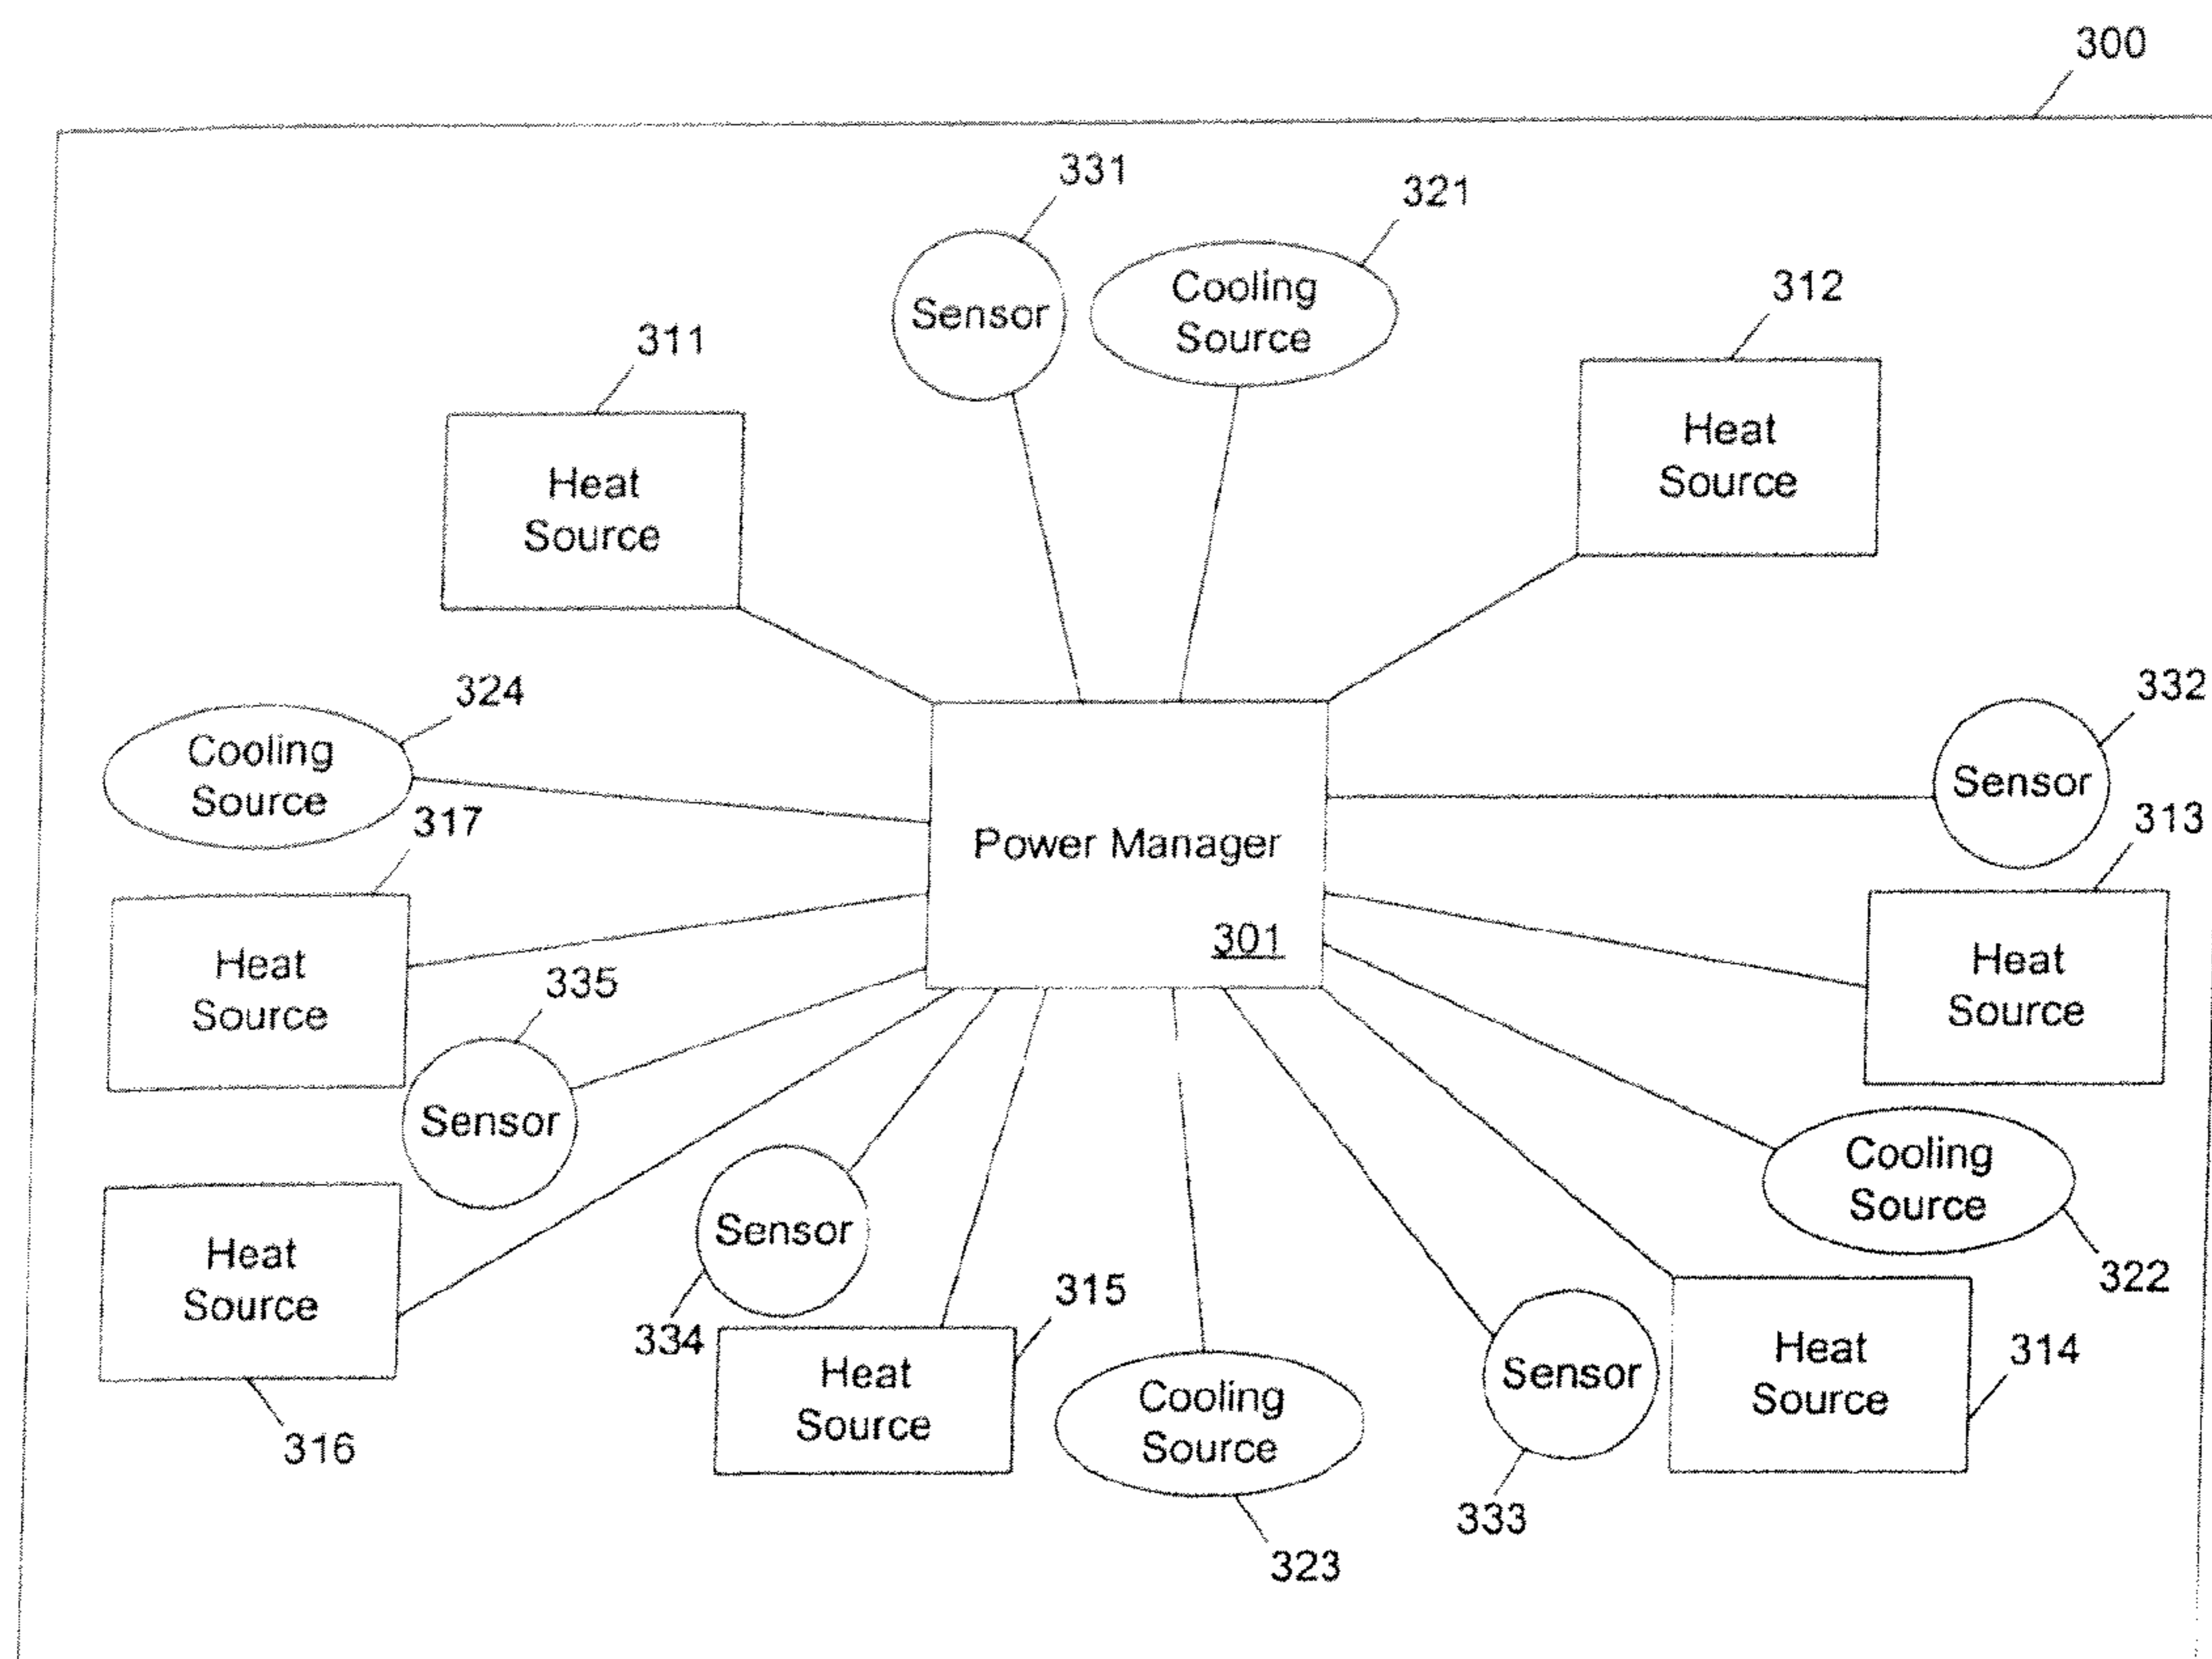 300
331
321
312
311
Sensor
Cooling
Source
Heat
Source
Heat
Source
324
332
Cooling
Source
Sensor
317
313
Power Manager
301
Heat
Source
Heat
Source
335
Sensor
Cooling
Source
322
Heat
Source
316
Sensor
334
315
Heat
Source
Cooling
Source
323
Sensor
333
Heat
Source
314